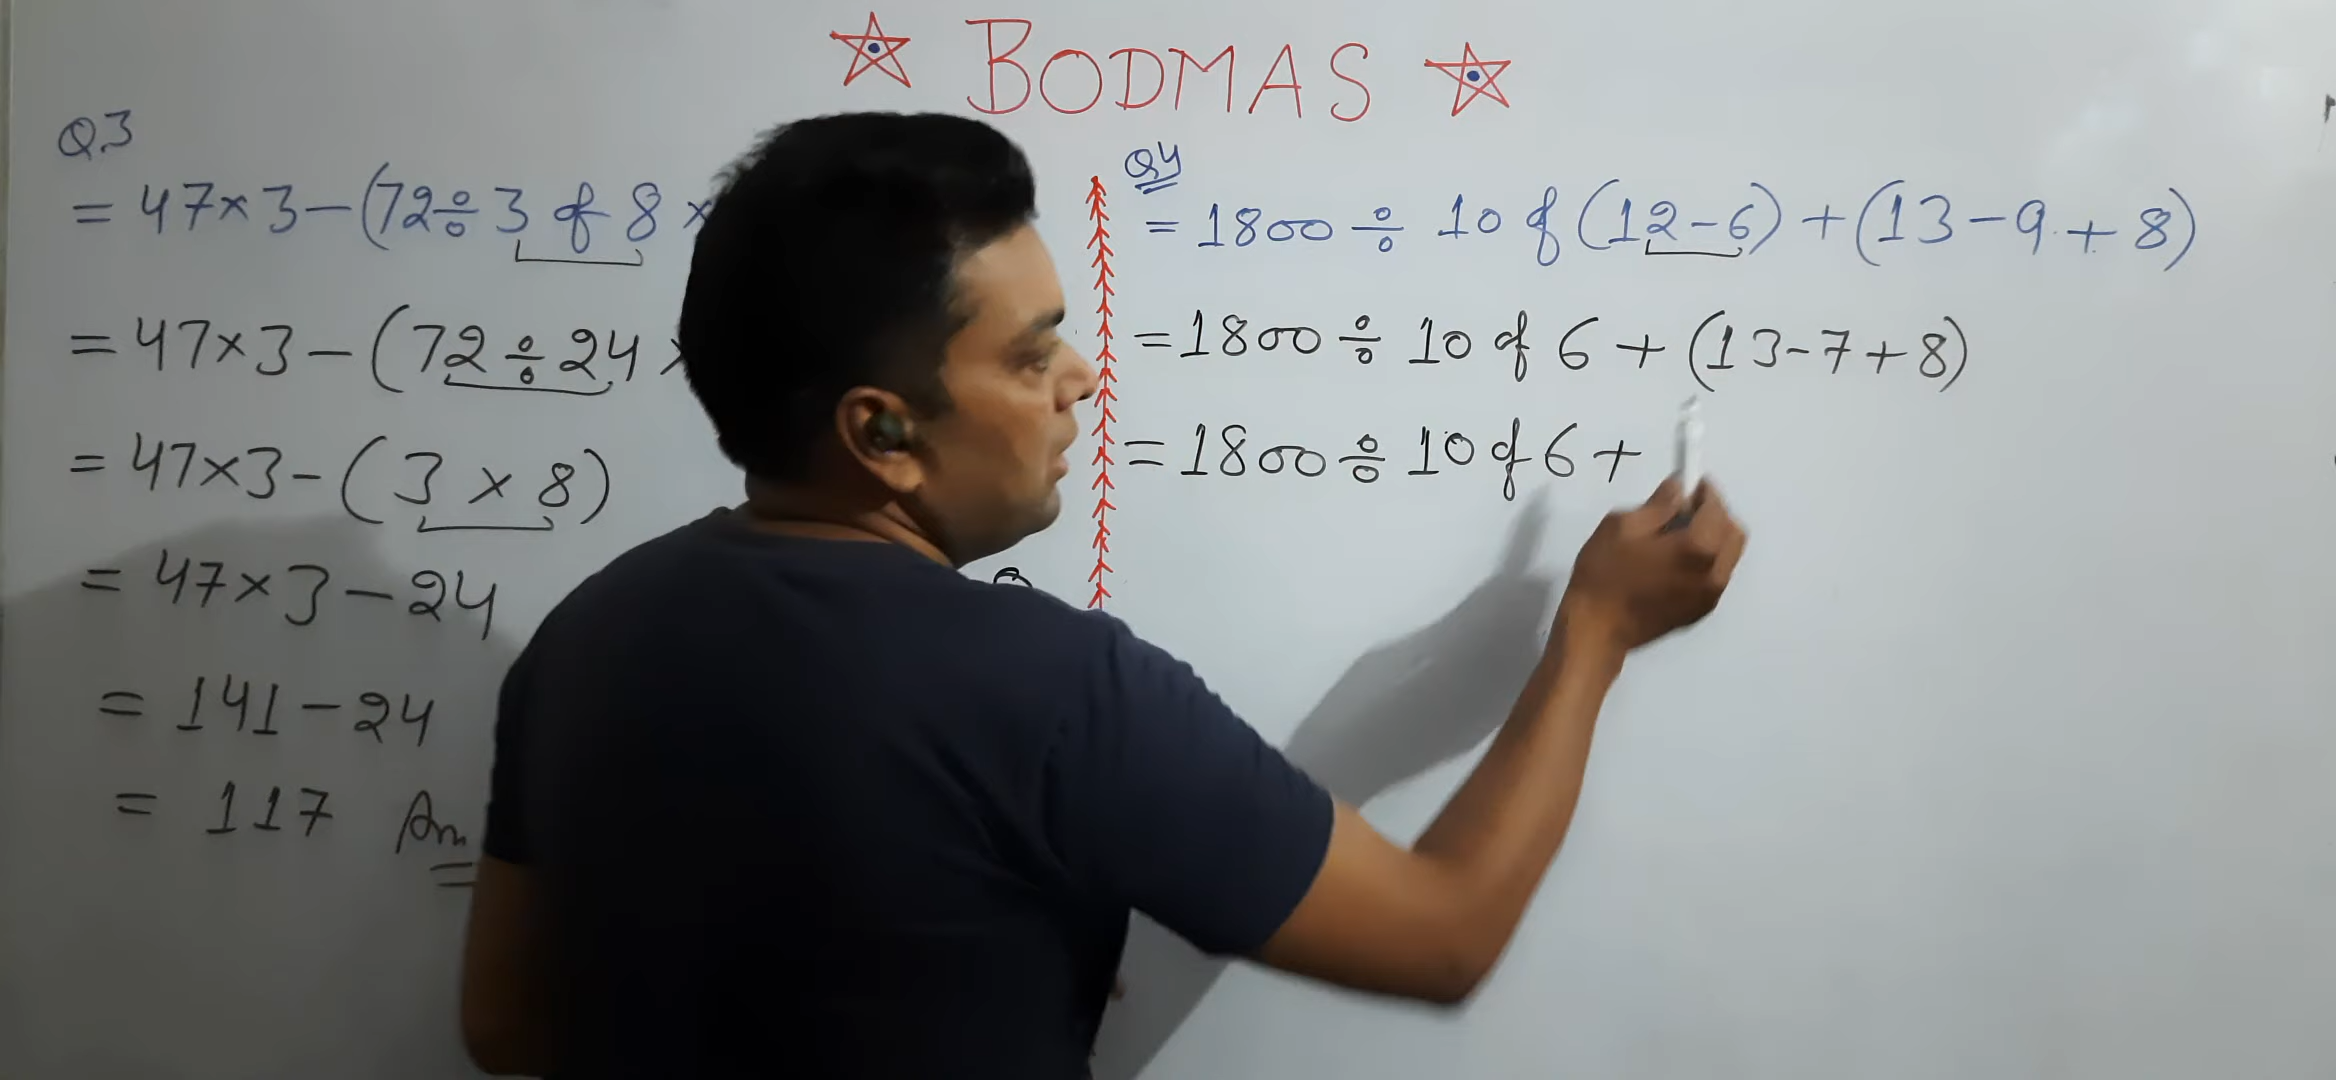 BODMAS
Q.3
= 47×3-(72÷3 of 8 ×
= 47×3-(72÷24 ×
= 47×3-(3×8)
= 47×3-24
= 141-24
= 117 Ans
Q4
= 1800 ÷ 10 of (12-6) + (13-9+8)
= 1800 ÷ 10 of 6 + (13-7+8)
= 1800 ÷ 10 of 6 +